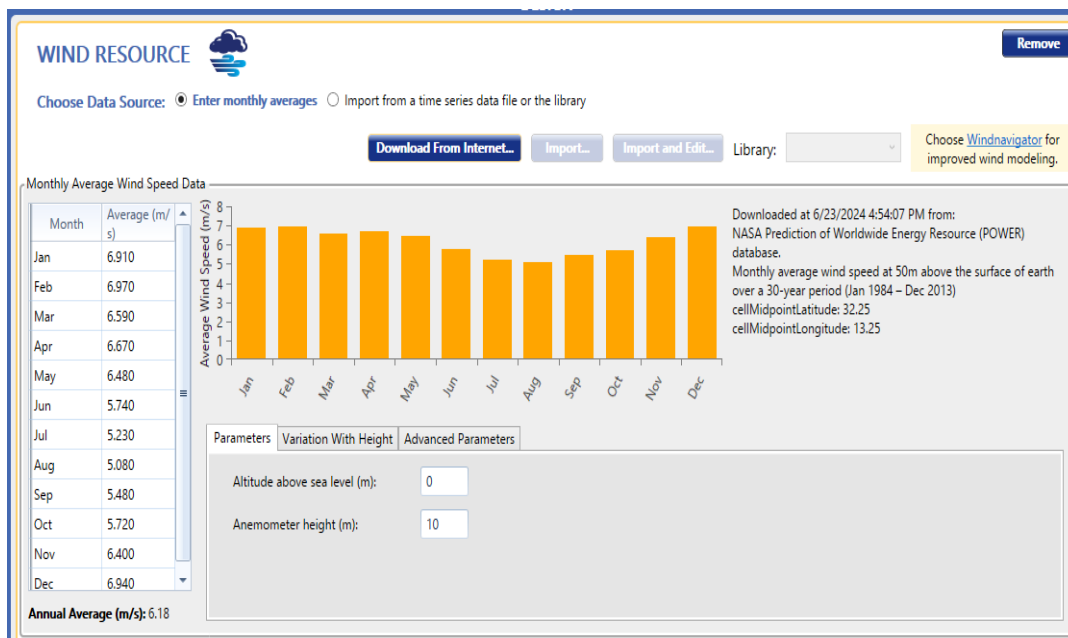 WIND RESOURCE
Remove
Choose Data Source: Enter monthly averages Import from a time series data file or the library
Download From Internet... Import... Import and Edit... Library:
Choose Windnavigator for
improved wind modeling.
Monthly Average Wind Speed Data
Month Average (m/
s)
Jan 6.910
Feb 6.970
Mar 6.590
Apr 6.670
May 6.480
Jun 5.740
Jul 5.230
Aug 5.080
Sep 5.480
Oct 5.720
Nov 6.400
Dec 6.940
Annual Average (m/s): 6.18
Average Wind Speed (m/s)
8
7
6
5
4
3
2
1
0
Jan Feb Mar Apr May Jun Jul Aug Sep Oct Nov Dec
Downloaded at 6/23/2024 4:54:07 PM from:
NASA Prediction of Worldwide Energy Resource (POWER)
database.
Monthly average wind speed at 50m above the surface of earth
over a 30-year period (Jan 1984 – Dec 2013)
cellMidpointLatitude: 32.25
cellMidpointLongitude: 13.25
Parameters Variation With Height Advanced Parameters
Altitude above sea level (m): 0
Anemometer height (m): 10